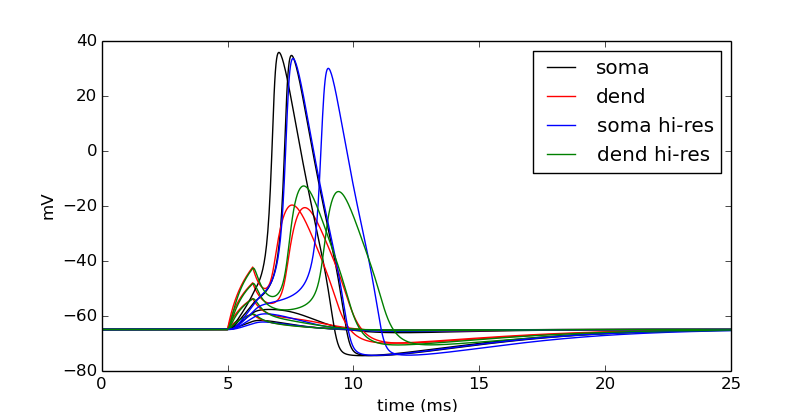 40
20
0
−20
−40
−60
−80
mV
0
5
10
15
20
25
time (ms)
soma
dend
soma hi-res
dend hi-res